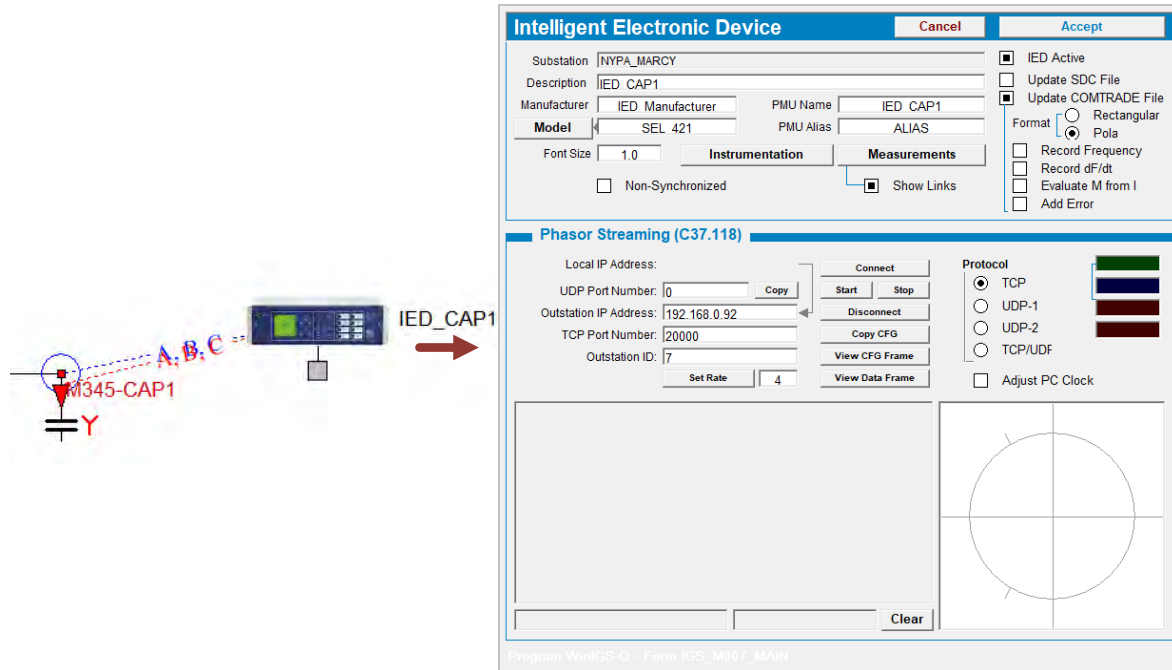 Intelligent Electronic Device Cancel Accept
Substation NYPA_MARCY
IED Active
Description IED_CAP1
Update SDC File
Manufacturer IED_Manufacturer PMU Name IED_CAP1
Update COMTRADE File
Model SEL_421 PMU Alias ALIAS
Format Rectangular
Pola
Font Size 1.0 Instrumentation Measurements
Record Frequency
Record dF/dt
Non-Synchronized Show Links
Evaluate M from I
Add Error
Phasor Streaming (C37.118)
Local IP Address: Connect Protocol
UDP Port Number: 0 Copy Start Stop TCP
Outstation IP Address: 192.168.0.92 Disconnect UDP-1
TCP Port Number: 20000 Copy CFG UDP-2
Outstation ID: 7 View CFG Frame TCP/UDF
Set Rate 4 View Data Frame Adjust PC Clock
Clear
Program WinIGS-Q - Form IGS_M007_MAIN
IED_CAP1
A, B, C
A, B, C
M345-CAP1
Y